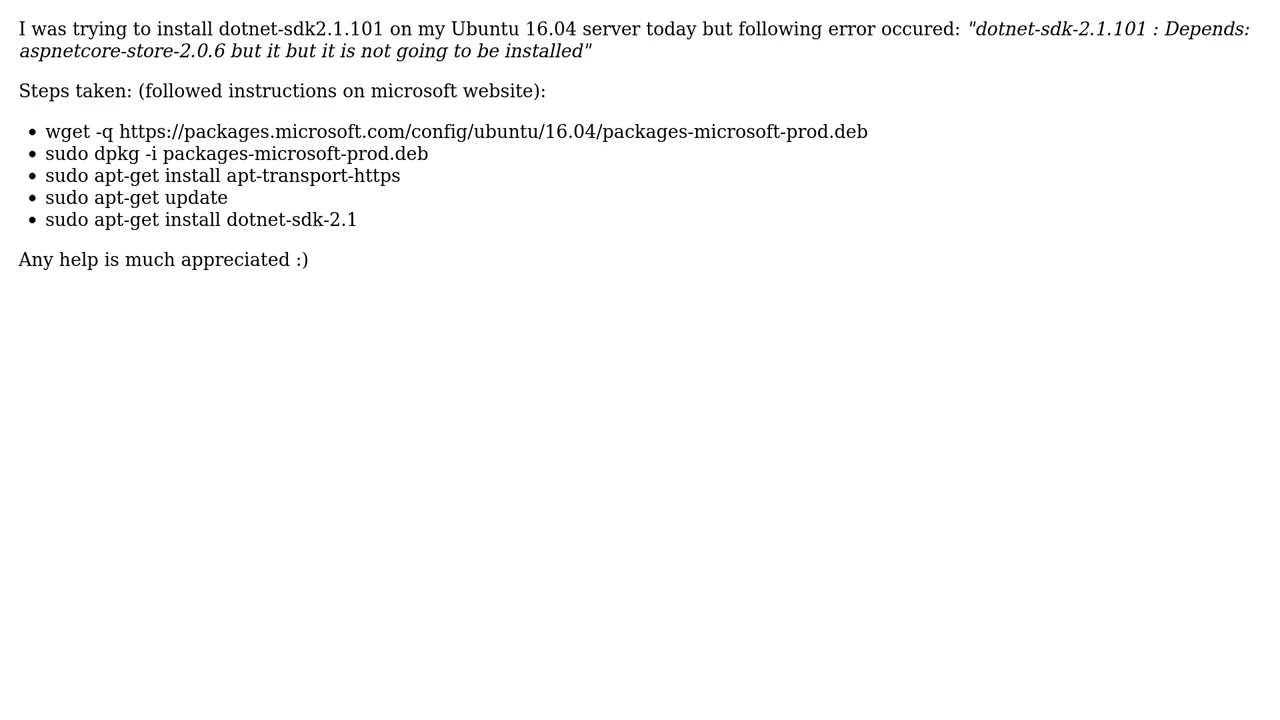 I was trying to install dotnet-sdk2.1.101 on my Ubuntu 16.04 server today but following error occured: "dotnet-sdk-2.1.101 : Depends:
aspnetcore-store-2.0.6 but it but it is not going to be installed"
Steps taken: (followed instructions on microsoft website):
• wget -q https://packages.microsoft.com/config/ubuntu/16.04/packages-microsoft-prod.deb
• sudo dpkg -i packages-microsoft-prod.deb
• sudo apt-get install apt-transport-https
• sudo apt-get update
• sudo apt-get install dotnet-sdk-2.1
Any help is much appreciated :)